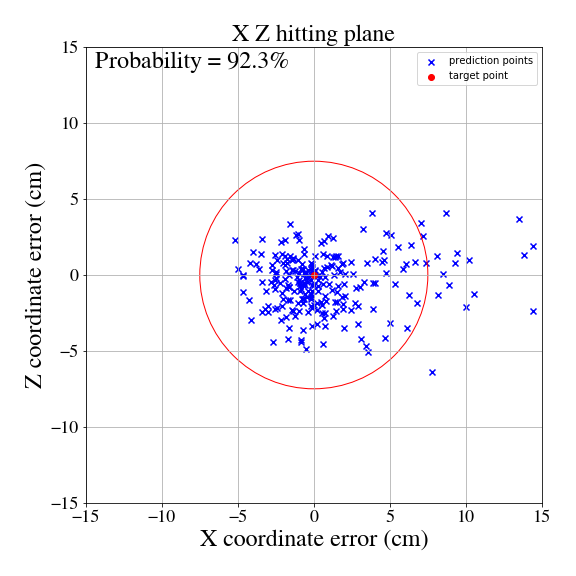 X Z hitting plane
Probability = 92.3%
prediction points
target point
15
10
5
0
−5
−10
−15
Z coordinate error (cm)
−15 −10 −5 0 5 10 15
X coordinate error (cm)